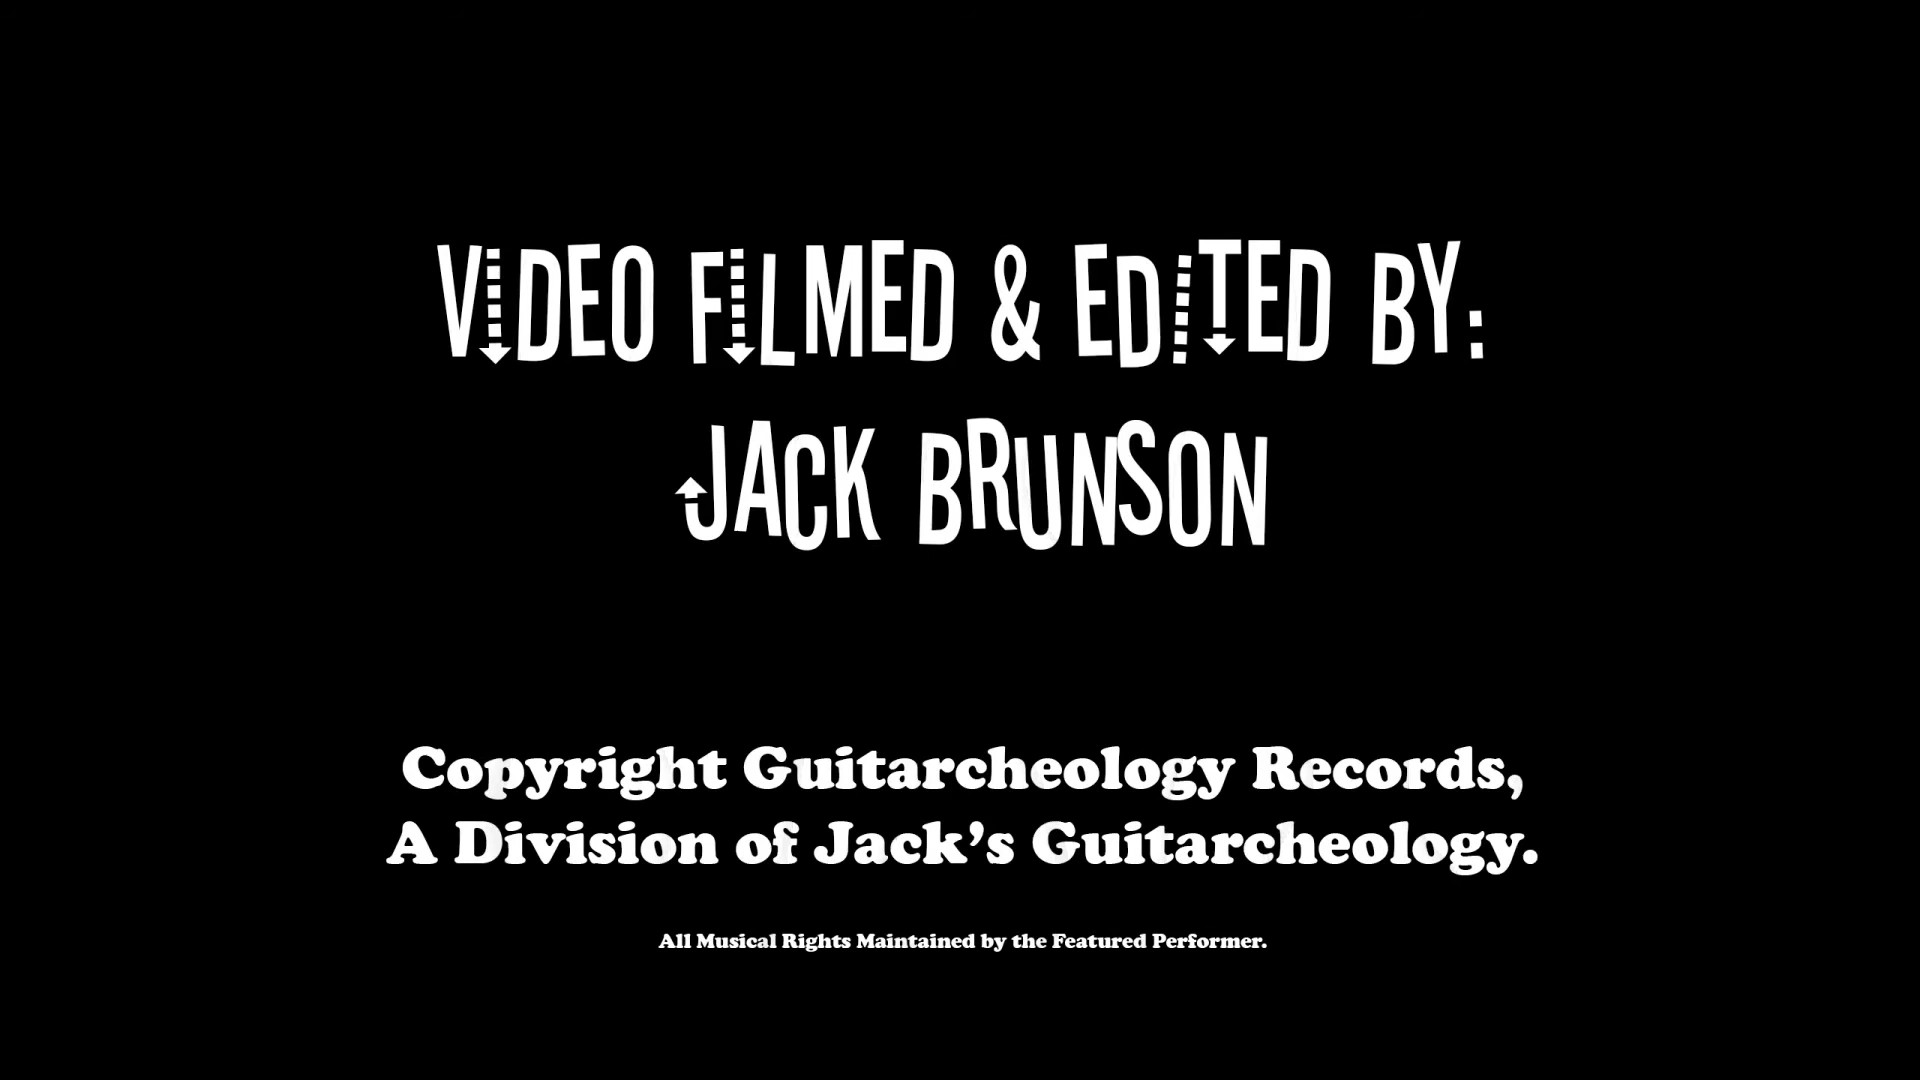 VIDEO FILMED & EDITED BY:
JACK BRUNSON
Copyright Guitarcheology Records,
A Division of Jack’s Guitarcheology.
All Musical Rights Maintained by the Featured Performer.